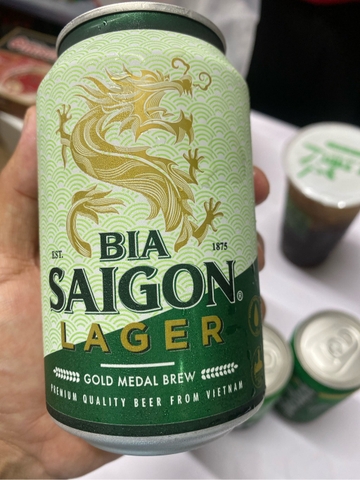 BIA
EST. 1875
SAIGON®
LAGER
GOLD MEDAL BREW
PREMIUM QUALITY BEER FROM VIETNAM